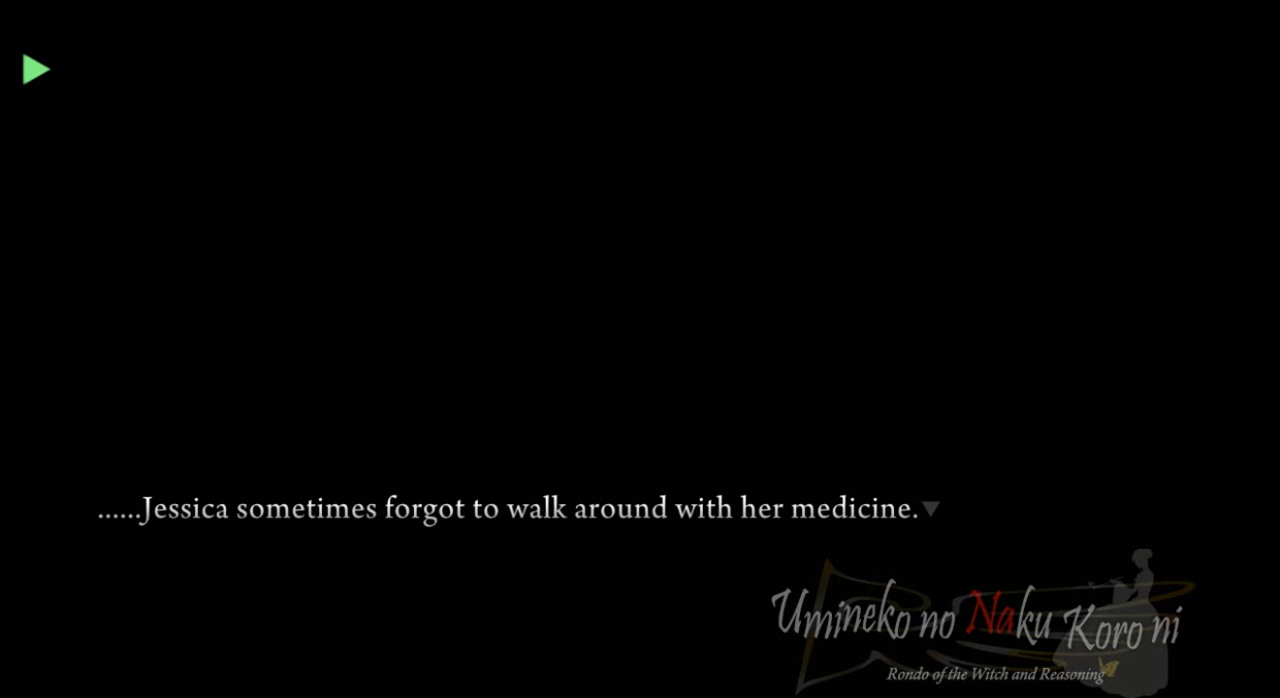 ......Jessica sometimes forgot to walk around with her medicine.
Umineko no Naku Koro ni
Rondo of the Witch and Reasoning